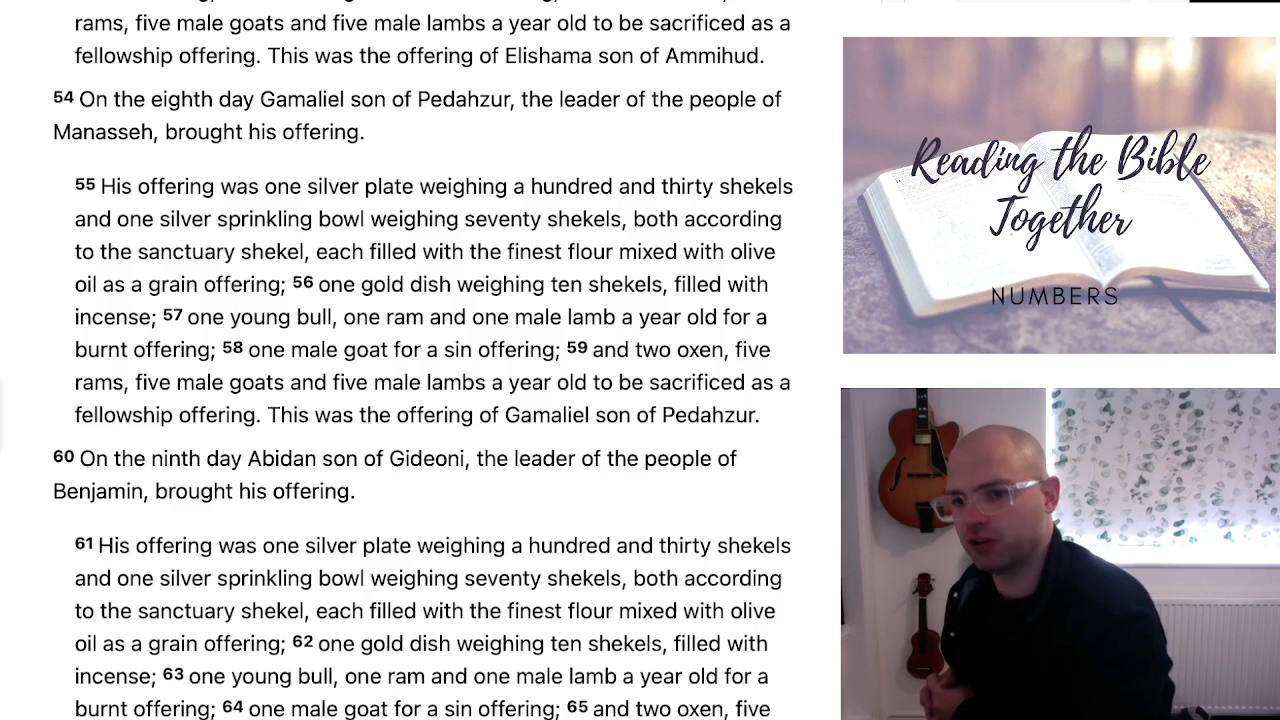 rams, five male goats and five male lambs a year old to be sacrificed as a
fellowship offering. This was the offering of Elishama son of Ammihud.
54 On the eighth day Gamaliel son of Pedahzur, the leader of the people of
Manasseh, brought his offering.
55 His offering was one silver plate weighing a hundred and thirty shekels
and one silver sprinkling bowl weighing seventy shekels, both according
to the sanctuary shekel, each filled with the finest flour mixed with olive
oil as a grain offering; 56 one gold dish weighing ten shekels, filled with
incense; 57 one young bull, one ram and one male lamb a year old for a
burnt offering; 58 one male goat for a sin offering; 59 and two oxen, five
rams, five male goats and five male lambs a year old to be sacrificed as a
fellowship offering. This was the offering of Gamaliel son of Pedahzur.
60 On the ninth day Abidan son of Gideoni, the leader of the people of
Benjamin, brought his offering.
61 His offering was one silver plate weighing a hundred and thirty shekels
and one silver sprinkling bowl weighing seventy shekels, both according
to the sanctuary shekel, each filled with the finest flour mixed with olive
oil as a grain offering; 62 one gold dish weighing ten shekels, filled with
incense; 63 one young bull, one ram and one male lamb a year old for a
burnt offering; 64 one male goat for a sin offering; 65 and two oxen, five
Reading the Bible
Together
NUMBERS